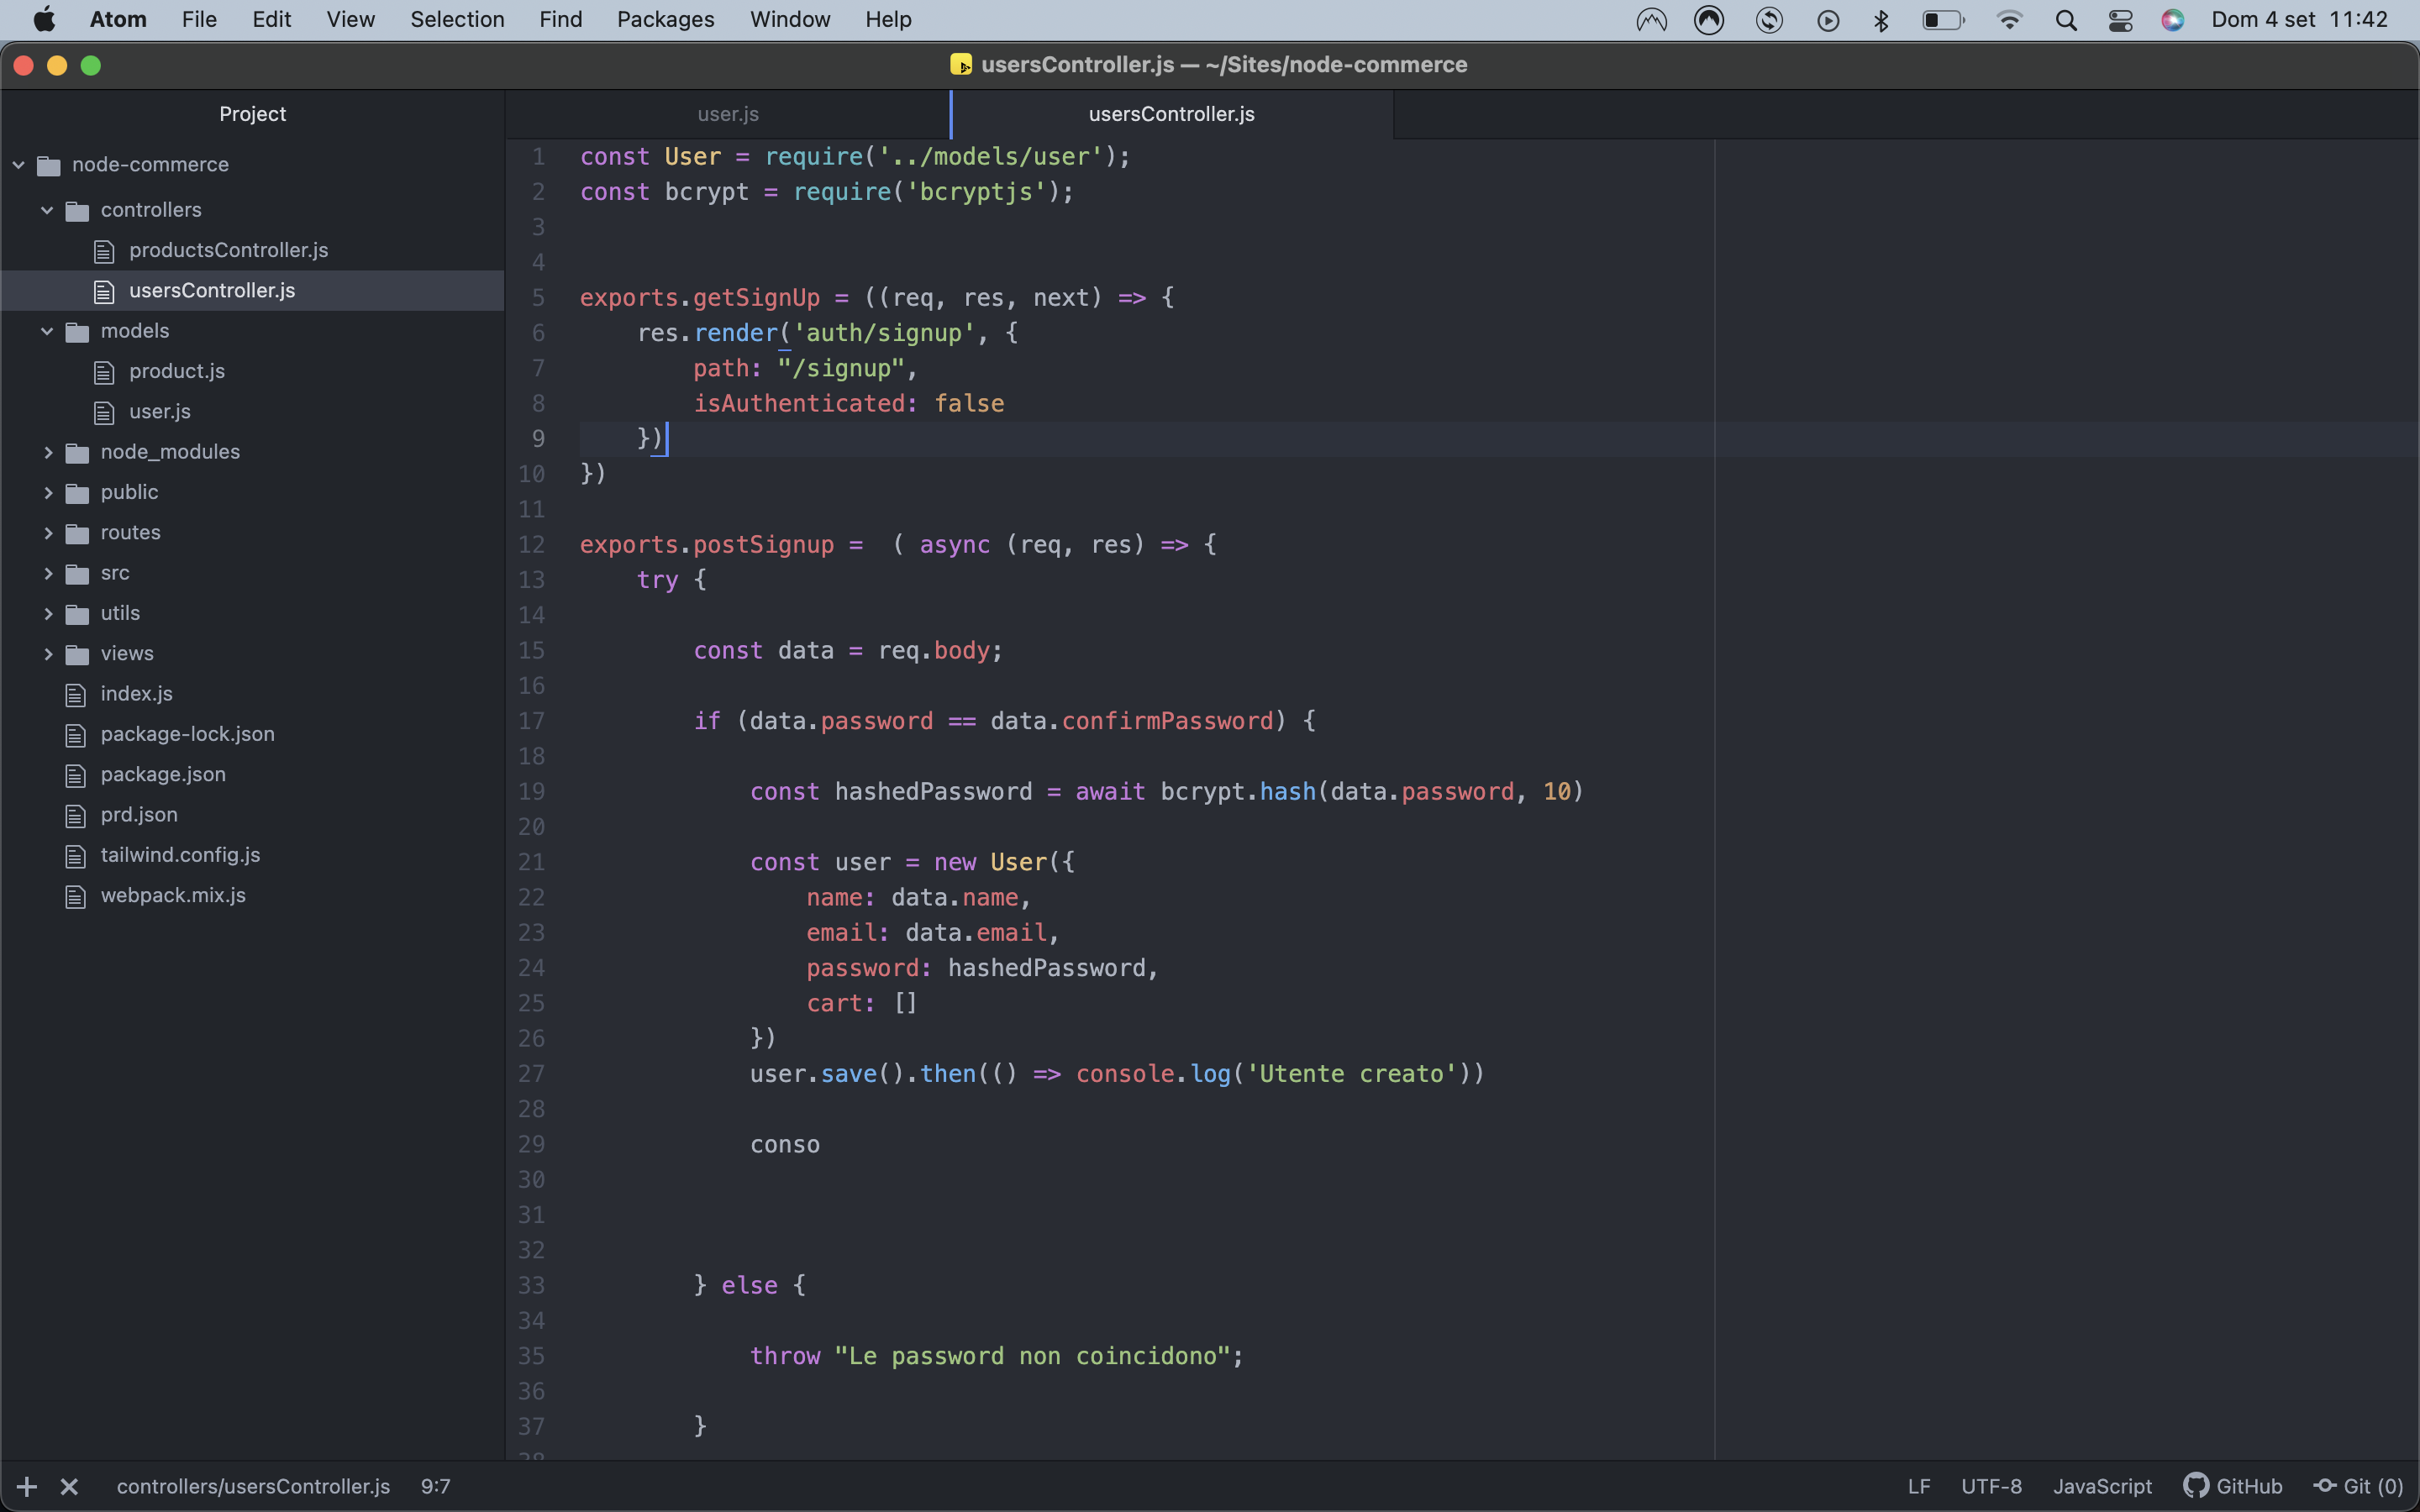 Atom File Edit View Selection Find Packages Window Help Dom 4 set 11:42
usersController.js — ~/Sites/node-commerce
Project
node-commerce
controllers
productsController.js
usersController.js
models
product.js
user.js
node_modules
public
routes
src
utils
views
index.js
package-lock.json
package.json
prd.json
tailwind.config.js
webpack.mix.js
user.js usersController.js
1 const User = require('../models/user');
2 const bcrypt = require('bcryptjs');
3
4
5 exports.getSignUp = ((req, res, next) => {
6     res.render('auth/signup', {
7         path: "/signup",
8         isAuthenticated: false
9     })
10 })
11
12 exports.postSignup =  ( async (req, res) => {
13     try {
14
15         const data = req.body;
16
17         if (data.password == data.confirmPassword) {
18
19             const hashedPassword = await bcrypt.hash(data.password, 10)
20
21             const user = new User({
22                 name: data.name,
23                 email: data.email,
24                 password: hashedPassword,
25                 cart: []
26             })
27             user.save().then(() => console.log('Utente creato'))
28
29             conso
30
31
32
33         } else {
34
35             throw "Le password non coincidono";
36
37         }
38
controllers/usersController.js 9:7 LF UTF-8 JavaScript GitHub Git (0)